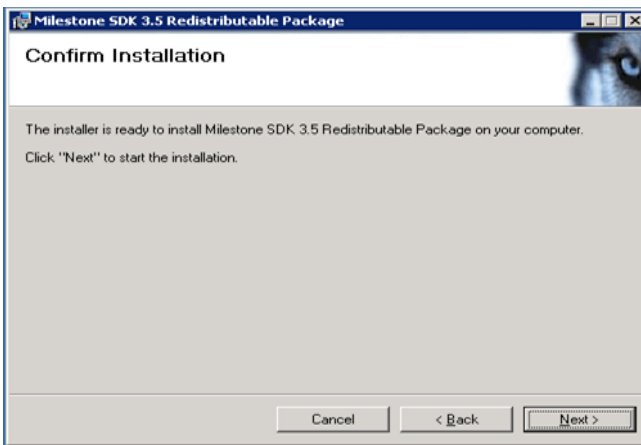 Milestone SDK 3.5 Redistributable Package
Confirm Installation
The installer is ready to install Milestone SDK 3.5 Redistributable Package on your computer.
Click "Next" to start the installation.
Cancel
< Back
Next >